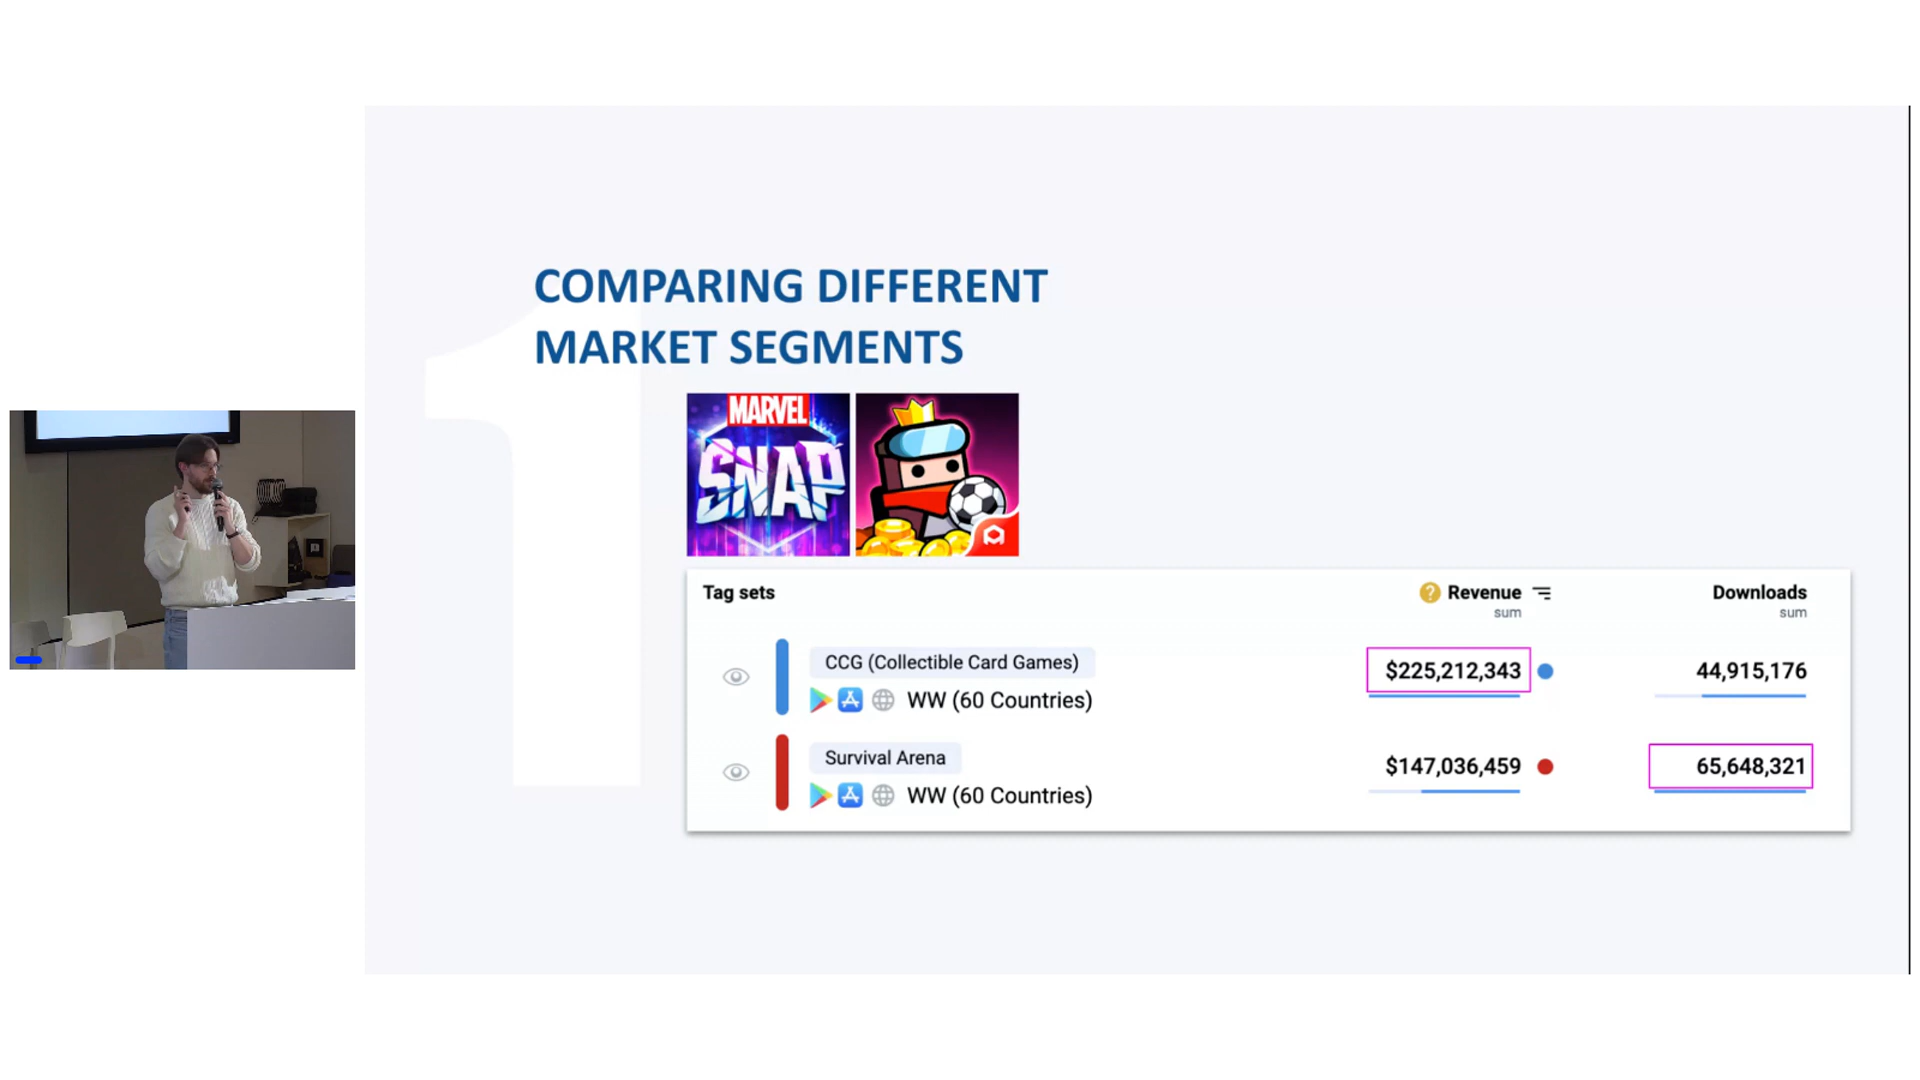 1
COMPARING DIFFERENT
MARKET SEGMENTS
MARVEL
SNAP
Tag sets
? Revenue
sum
Downloads
sum
CCG (Collectible Card Games)
WW (60 Countries)
$225,212,343
44,915,176
Survival Arena
WW (60 Countries)
$147,036,459
65,648,321